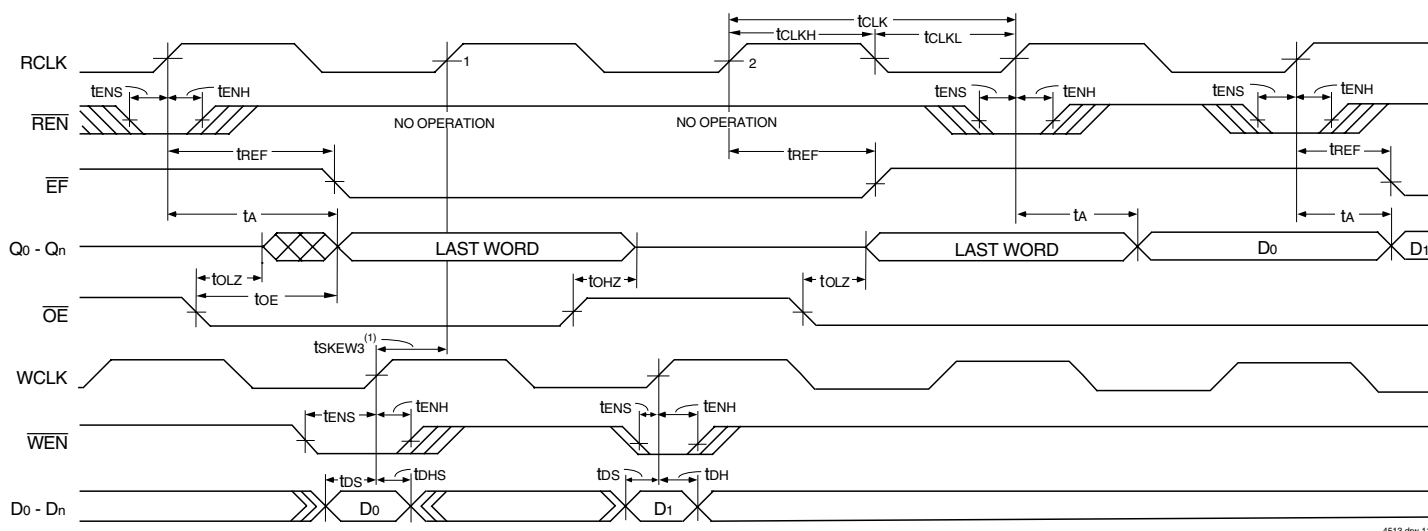 tCLK
tCLKH tCLKL
RCLK 1 2
tENS tENH tENS tENH tENS tENH
REN NO OPERATION NO OPERATION
tREF tREF tREF
EF
tA tA tA
Q0 - Qn LAST WORD LAST WORD D0 D1
tOLZ tOHZ tOLZ
tOE
OE
tSKEW3(1)
WCLK
tENS tENH tENS tENH
WEN
tDS tDHS tDS tDH
D0 - Dn D0 D1